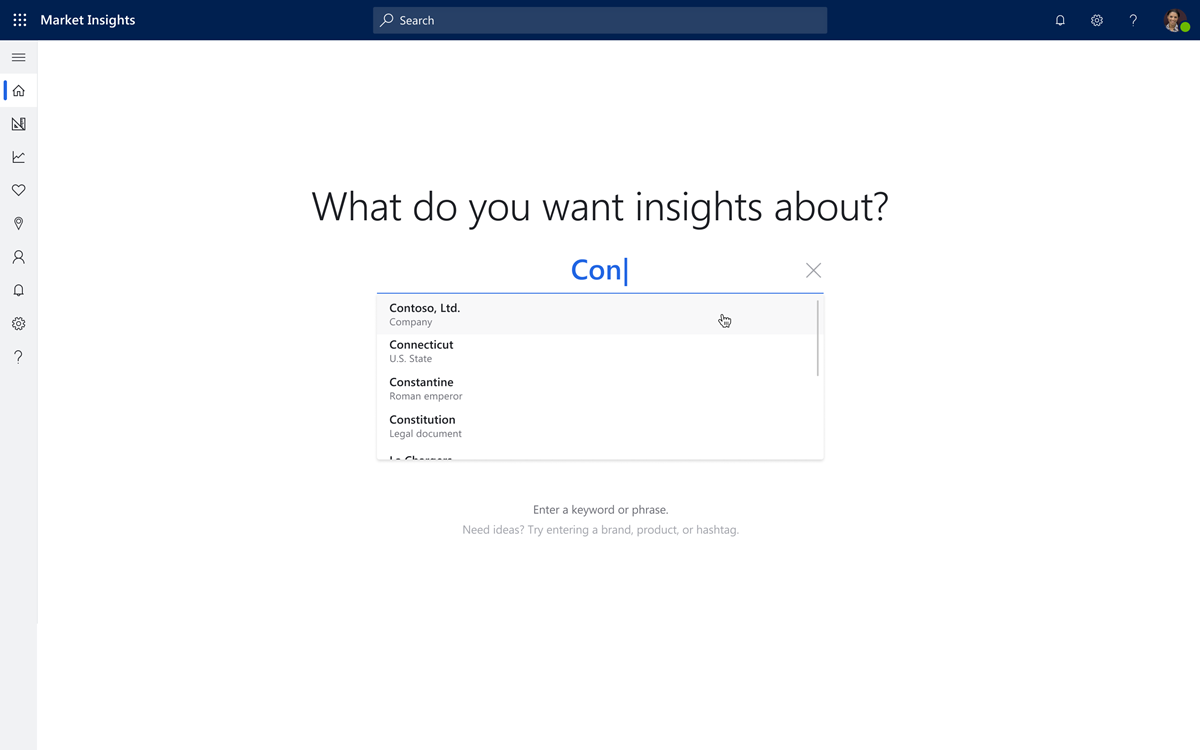 Market Insights
Search
What do you want insights about?
Con
Contoso, Ltd.
Company
Connecticut
U.S. State
Constantine
Roman emperor
Constitution
Legal document
Enter a keyword or phrase.
Need ideas? Try entering a brand, product, or hashtag.